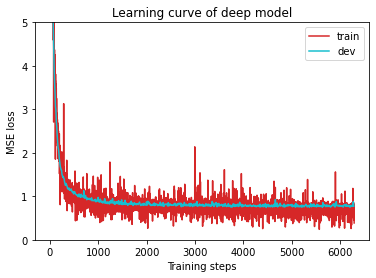 Learning curve of deep model
train
dev
MSE loss
5
4
3
2
1
0
0 1000 2000 3000 4000 5000 6000
Training steps